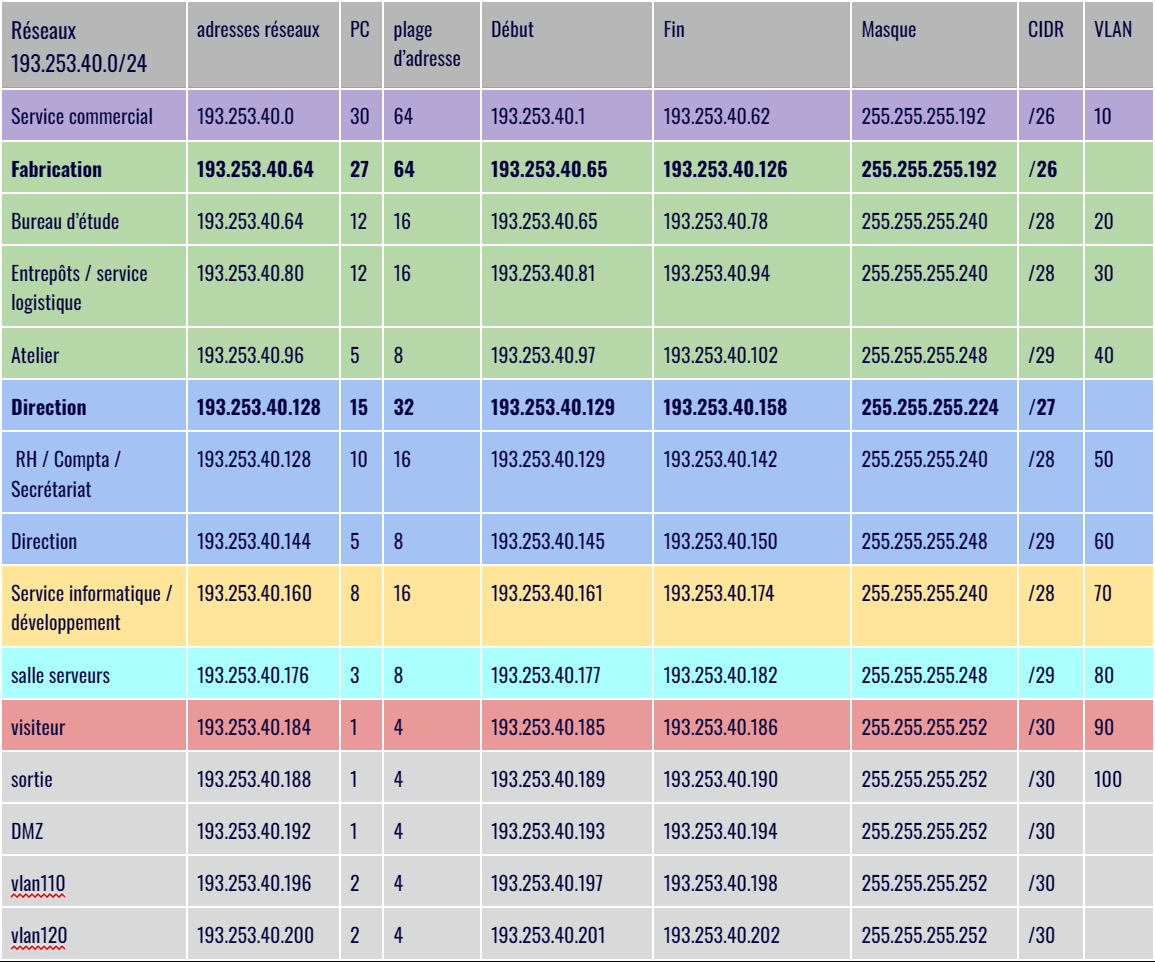 Réseaux 193.253.40.0/24 adresses réseaux PC plage d'adresse Début Fin Masque CIDR VLAN
Service commercial 193.253.40.0 30 64 193.253.40.1 193.253.40.62 255.255.255.192 /26 10
Fabrication 193.253.40.64 27 64 193.253.40.65 193.253.40.126 255.255.255.192 /26
Bureau d'étude 193.253.40.64 12 16 193.253.40.65 193.253.40.78 255.255.255.240 /28 20
Entrepôts / service logistique 193.253.40.80 12 16 193.253.40.81 193.253.40.94 255.255.255.240 /28 30
Atelier 193.253.40.96 5 8 193.253.40.97 193.253.40.102 255.255.255.248 /29 40
Direction 193.253.40.128 15 32 193.253.40.129 193.253.40.158 255.255.255.224 /27
RH / Compta / Secrétariat 193.253.40.128 10 16 193.253.40.129 193.253.40.142 255.255.255.240 /28 50
Direction 193.253.40.144 5 8 193.253.40.145 193.253.40.150 255.255.255.248 /29 60
Service informatique / développement 193.253.40.160 8 16 193.253.40.161 193.253.40.174 255.255.255.240 /28 70
salle serveurs 193.253.40.176 3 8 193.253.40.177 193.253.40.182 255.255.255.248 /29 80
visiteur 193.253.40.184 1 4 193.253.40.185 193.253.40.186 255.255.255.252 /30 90
sortie 193.253.40.188 1 4 193.253.40.189 193.253.40.190 255.255.255.252 /30 100
DMZ 193.253.40.192 1 4 193.253.40.193 193.253.40.194 255.255.255.252 /30
vlan110 193.253.40.196 2 4 193.253.40.197 193.253.40.198 255.255.255.252 /30
vlan120 193.253.40.200 2 4 193.253.40.201 193.253.40.202 255.255.255.252 /30